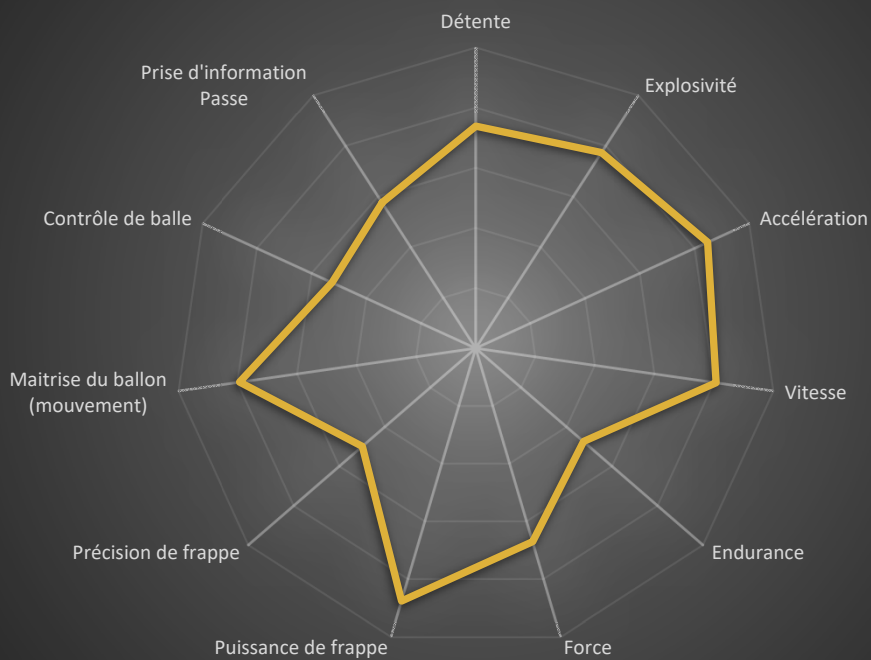 Détente
Explosivité
Accélération
Vitesse
Endurance
Force
Puissance de frappe
Précision de frappe
Maitrise du ballon
(mouvement)
Contrôle de balle
Prise d'information
Passe